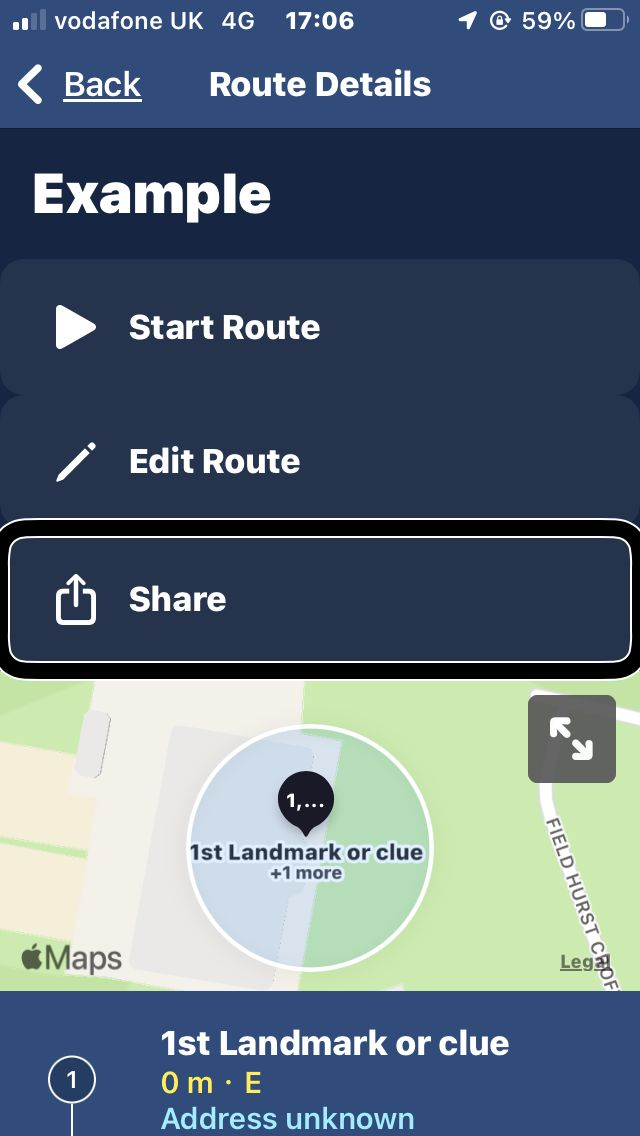 vodafone UK 4G 17:06 59%
Back Route Details
Example
Start Route
Edit Route
Share
1,...
1st Landmark or clue
+1 more
FIELD HURST CROF
Maps
Legal
1st Landmark or clue
1
0 m · E
Address unknown